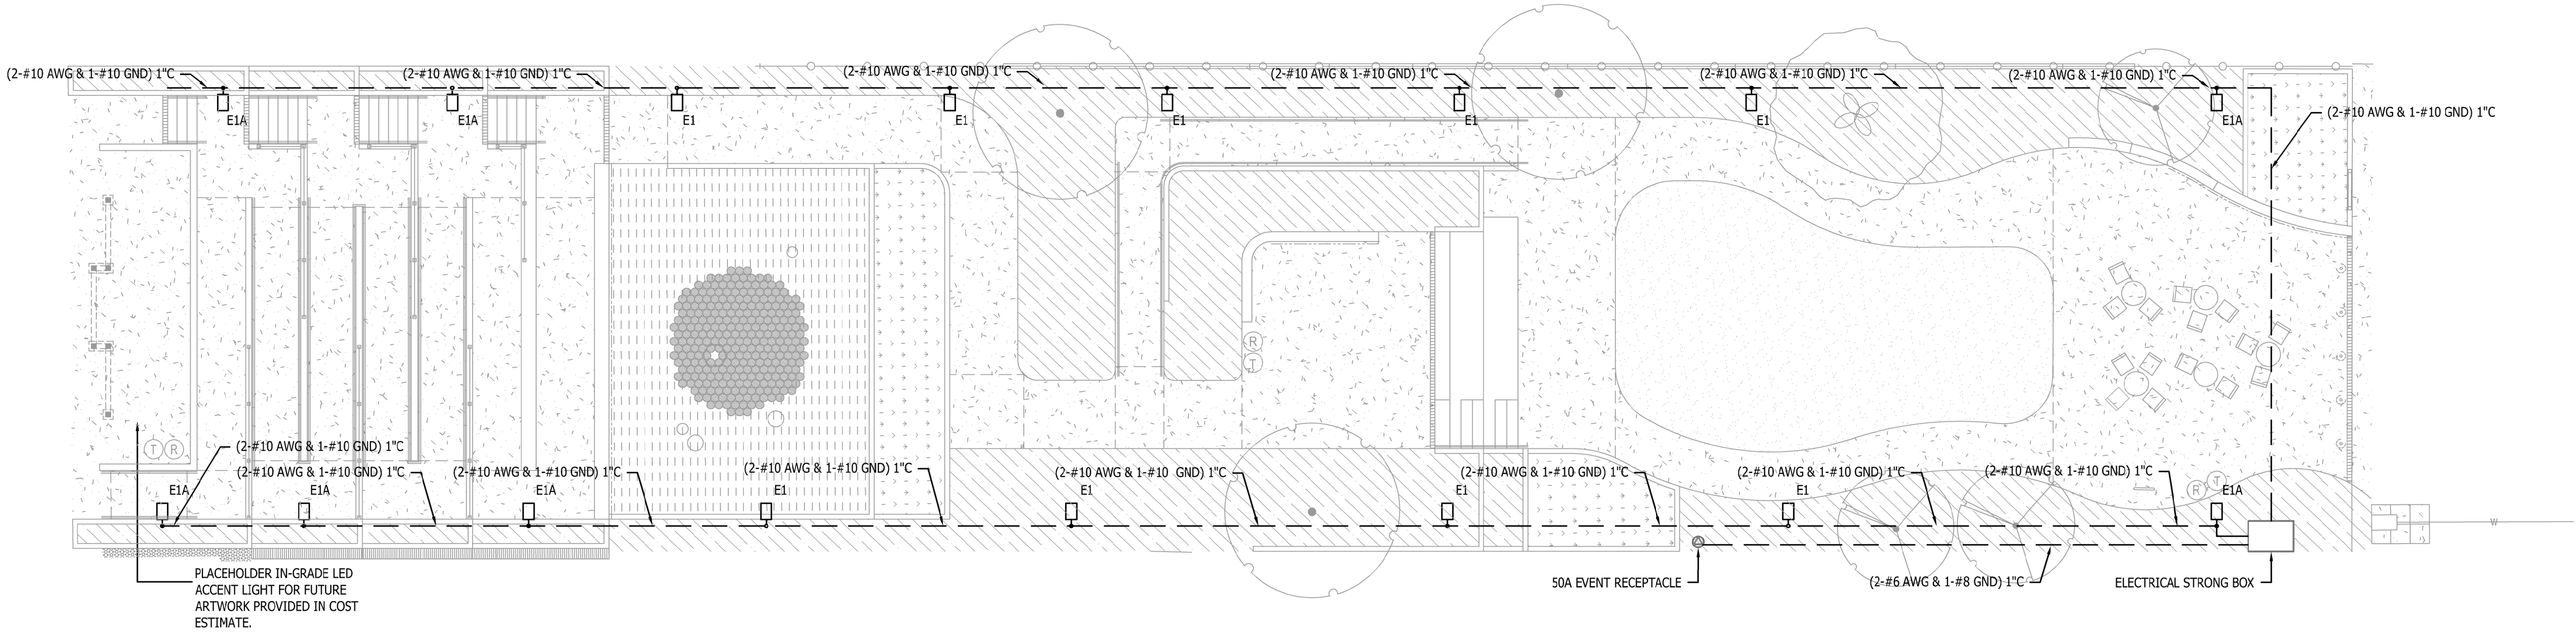 (2-#10 AWG & 1-#10 GND) 1"C
(2-#10 AWG & 1-#10 GND) 1"C
(2-#10 AWG & 1-#10 GND) 1"C
(2-#10 AWG & 1-#10 GND) 1"C
(2-#10 AWG & 1-#10 GND) 1"C
(2-#10 AWG & 1-#10 GND) 1"C
(2-#10 AWG & 1-#10 GND) 1"C
E1A
E1A
E1
E1
E1
E1
E1
E1A
R
T
T
R
(2-#10 AWG & 1-#10 GND) 1"C
(2-#10 AWG & 1-#10 GND) 1"C
(2-#10 AWG & 1-#10 GND) 1"C
(2-#10 AWG & 1-#10 GND) 1"C
(2-#10 AWG & 1-#10 GND) 1"C
(2-#10 AWG & 1-#10 GND) 1"C
(2-#10 AWG & 1-#10 GND) 1"C
(2-#10 AWG & 1-#10 GND) 1"C
E1A
E1A
E1A
E1
E1
E1
E1
R
T
E1A
W
PLACEHOLDER IN-GRADE LED
ACCENT LIGHT FOR FUTURE
ARTWORK PROVIDED IN COST
ESTIMATE.
50A EVENT RECEPTACLE
(2-#6 AWG & 1-#8 GND) 1"C
ELECTRICAL STRONG BOX